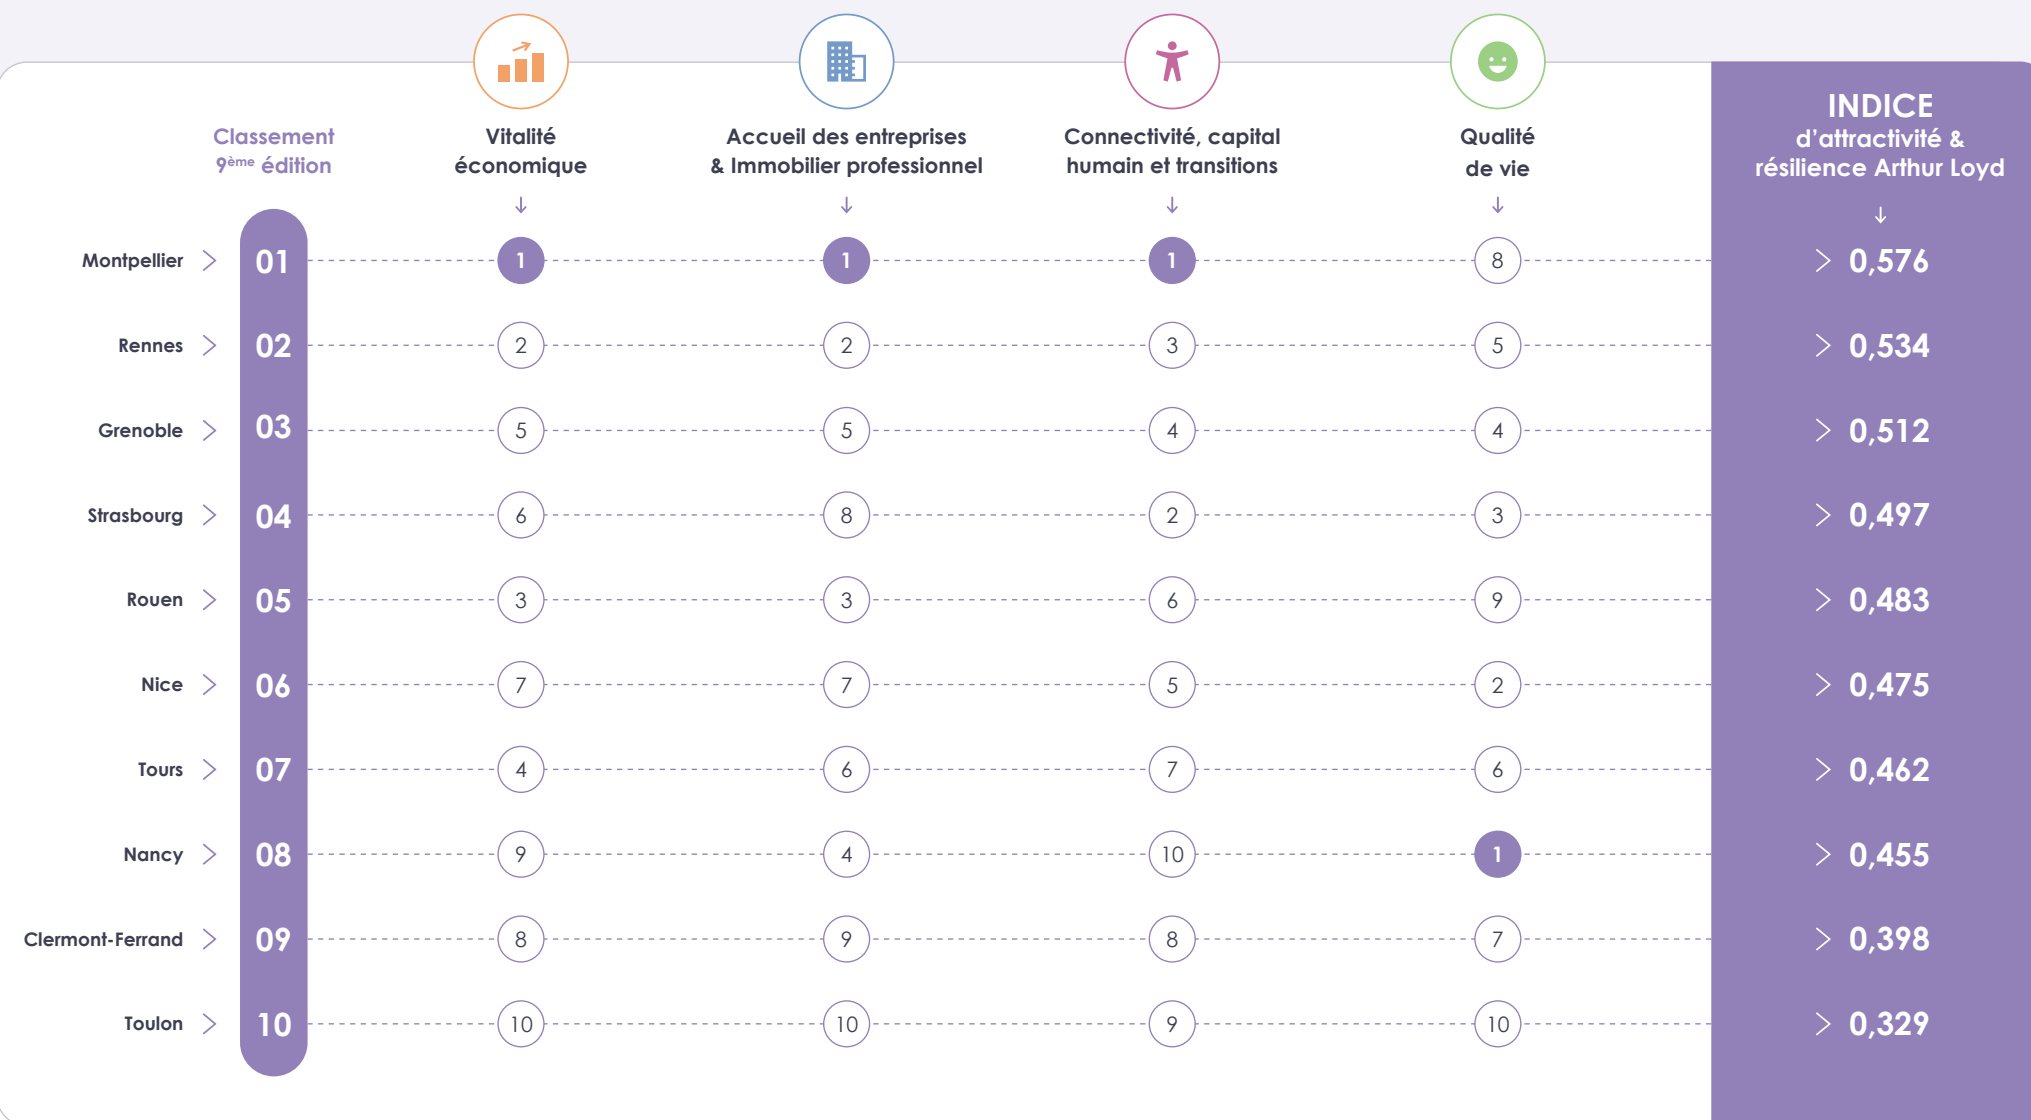 Classement
9ème édition
Vitalité
économique
Accueil des entreprises
& Immobilier professionnel
Connectivité, capital
humain et transitions
Qualité
de vie
INDICE
d'attractivité &
résilience Arthur Loyd
Montpellier 01 1 1 1 8 0,576
Rennes 02 2 2 3 5 0,534
Grenoble 03 5 5 4 4 0,512
Strasbourg 04 6 8 2 3 0,497
Rouen 05 3 3 6 9 0,483
Nice 06 7 7 5 2 0,475
Tours 07 4 6 7 6 0,462
Nancy 08 9 4 10 1 0,455
Clermont-Ferrand 09 8 9 8 7 0,398
Toulon 10 10 10 9 10 0,329